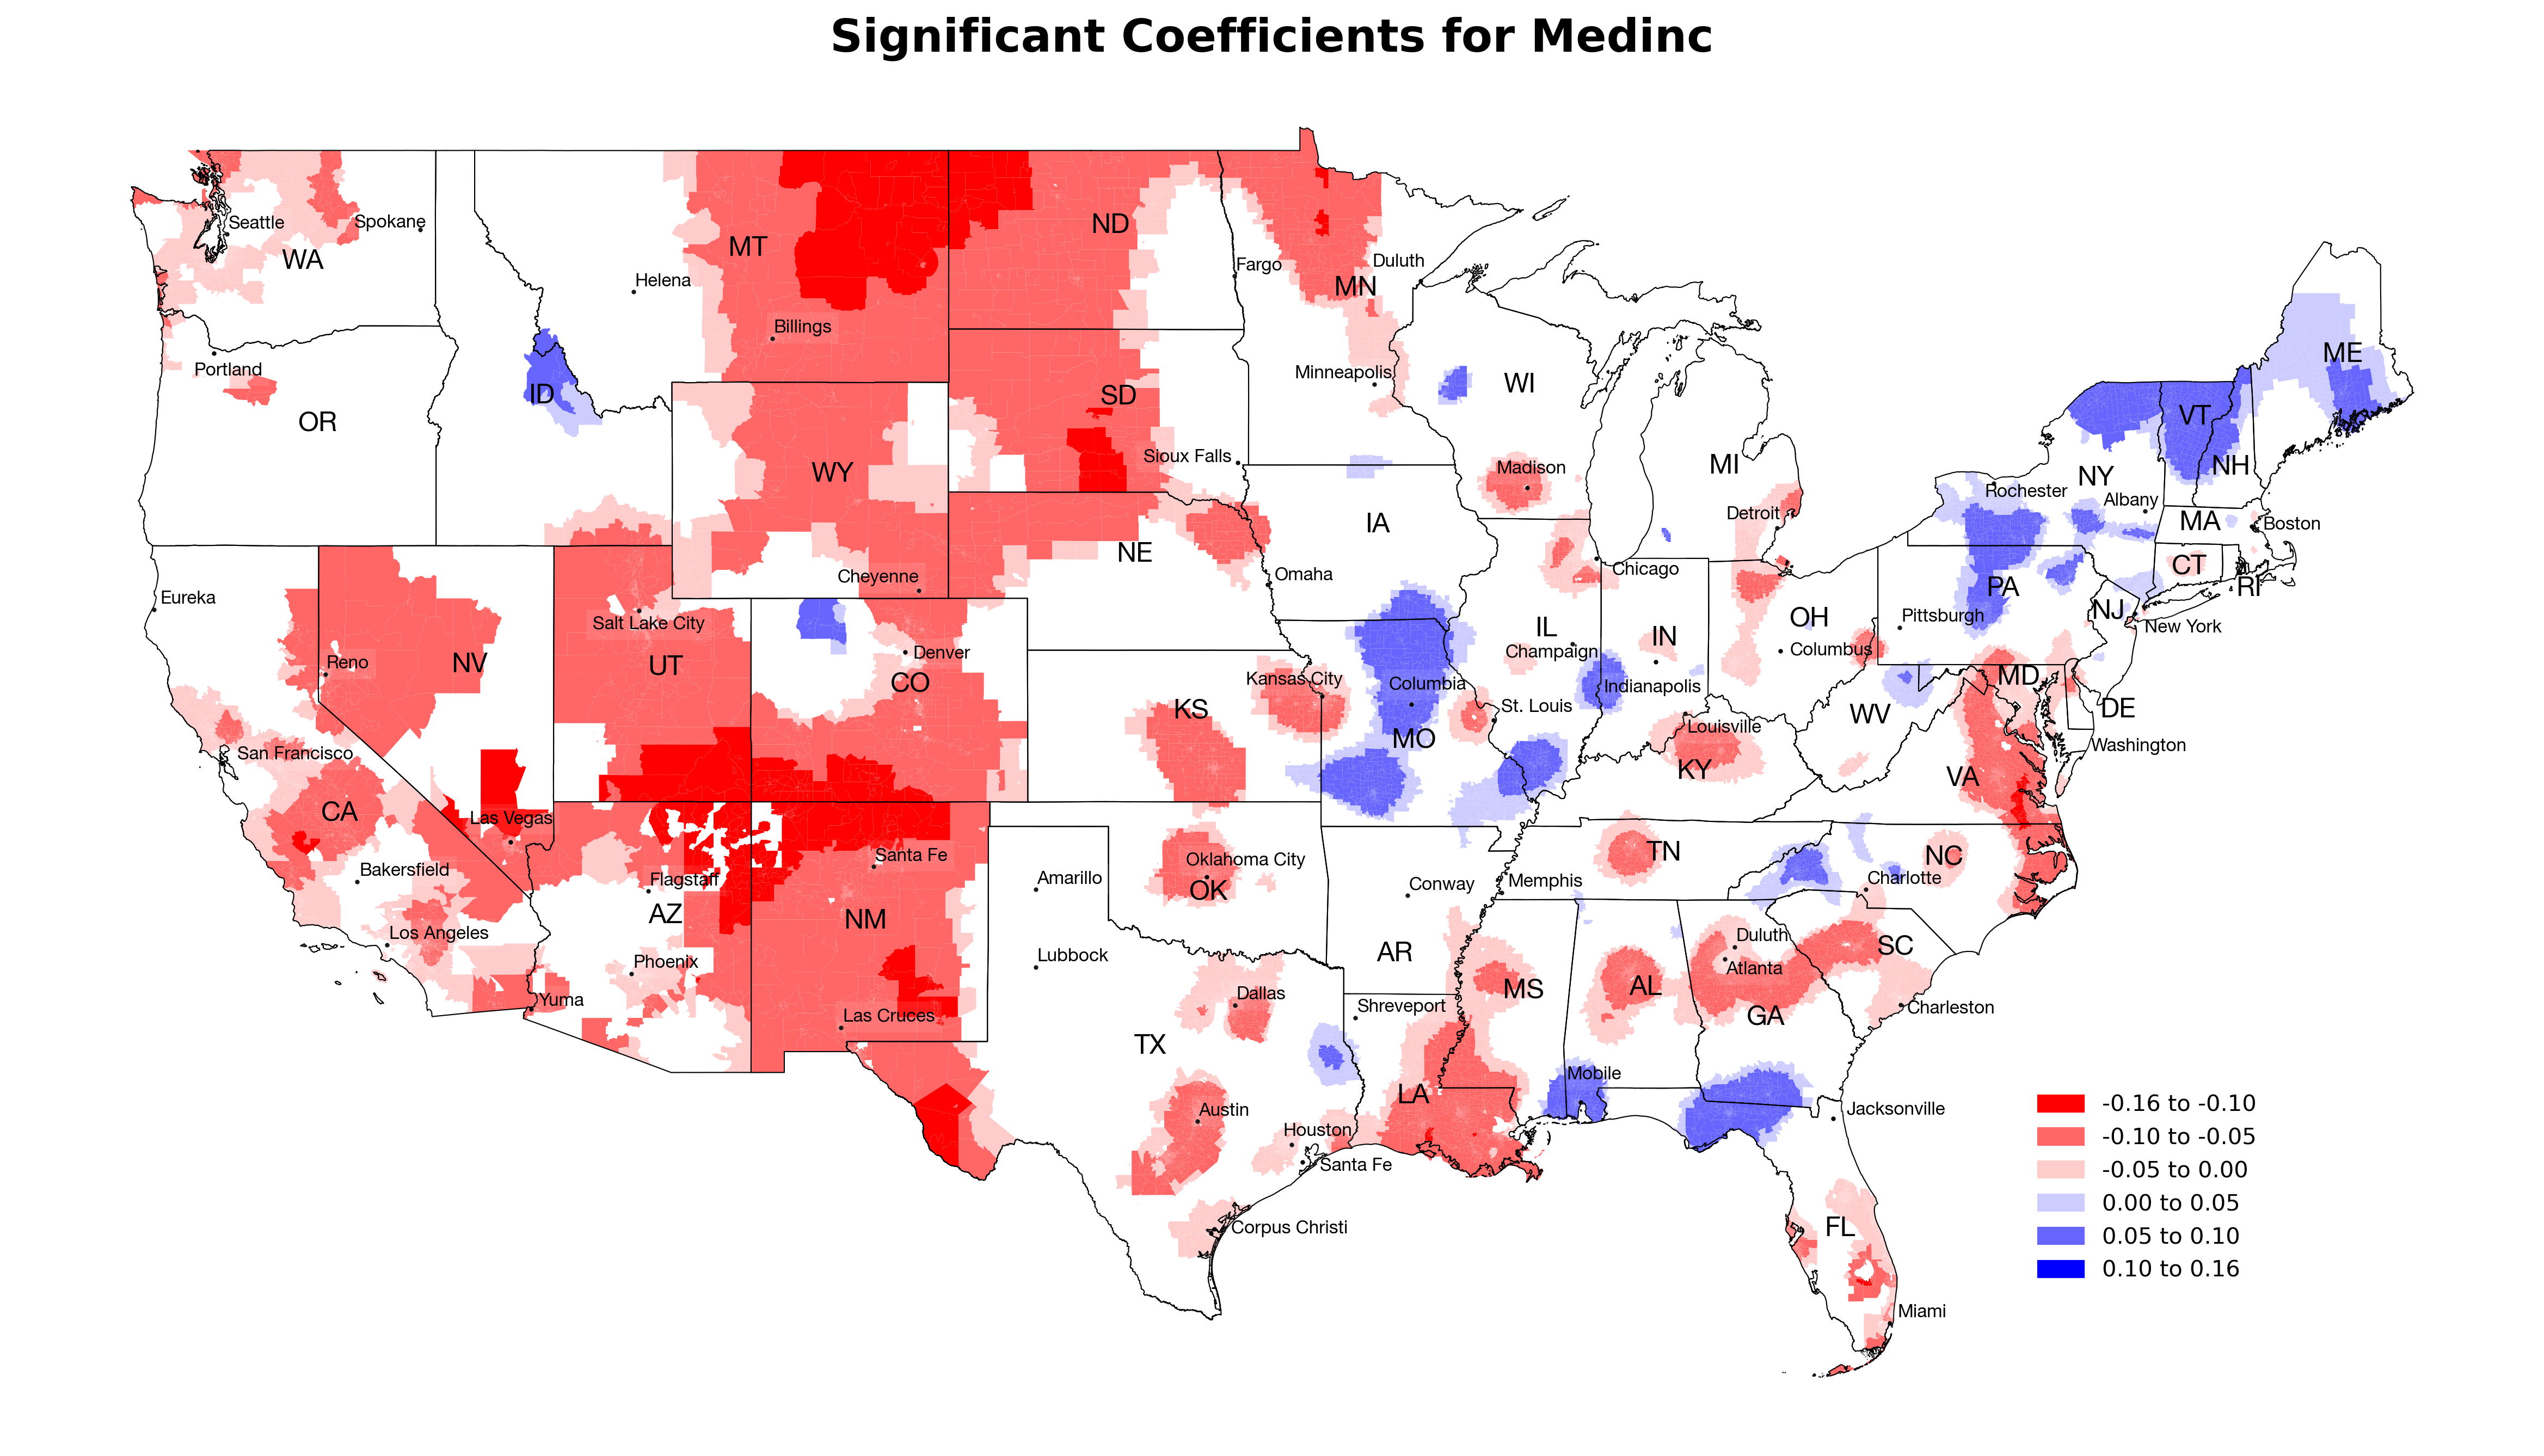 Significant Coefficients for Medinc
Seattle
Spokane
WA
MT
ND
Helena
Fargo
Duluth
MN
Billings
Portland
ID
OR
SD
Minneapolis
WI
ME
VT
WY
Sioux Falls
Madison
MI
NH
NY
Rochester
Albany
Detroit
MA
Boston
IA
NE
Cheyenne
Omaha
Chicago
CT
RI
PA
NJ
Eureka
Salt Lake City
IL
IN
OH
Pittsburgh
New York
Reno
NV
UT
Denver
CO
Champaign
Columbus
Kansas City
Columbia
Indianapolis
MD
KS
St. Louis
WV
DE
San Francisco
MO
Louisville
Washington
KY
VA
CA
Las Vegas
Santa Fe
Oklahoma City
TN
NC
Bakersfield
Flagstaff
Amarillo
OK
Conway
Memphis
Charlotte
AZ
NM
Los Angeles
Lubbock
AR
Duluth
SC
Phoenix
Atlanta
Yuma
Dallas
MS
AL
Las Cruces
Shreveport
GA
Charleston
TX
Mobile
LA
Austin
Jacksonville
Houston
Santa Fe
Corpus Christi
FL
Miami
-0.16 to -0.10
-0.10 to -0.05
-0.05 to 0.00
0.00 to 0.05
0.05 to 0.10
0.10 to 0.16